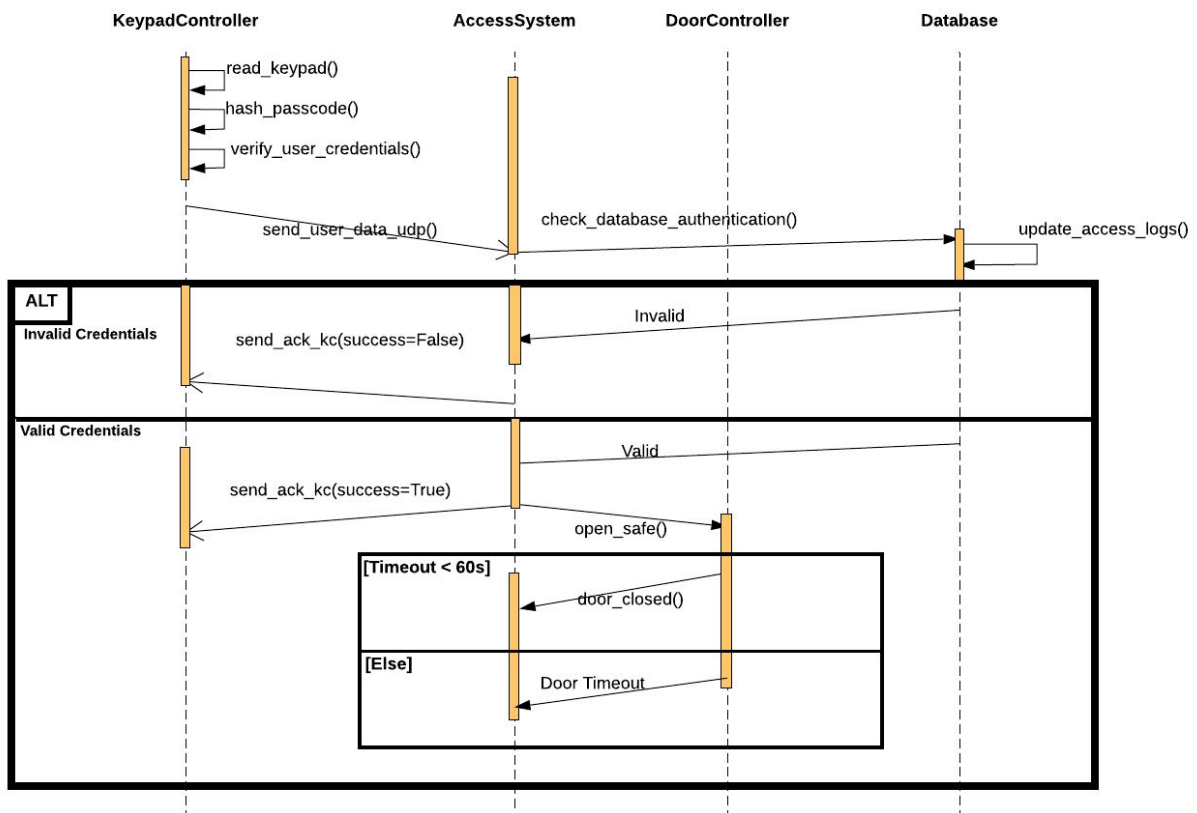 KeypadController
AccessSystem
DoorController
Database
read_keypad()
hash_passcode()
verify_user_credentials()
send_user_data_udp()
check_database_authentication()
update_access_logs()
ALT
Invalid Credentials
Invalid
send_ack_kc(success=False)
Valid Credentials
Valid
send_ack_kc(success=True)
open_safe()
[Timeout < 60s]
door_closed()
[Else]
Door Timeout